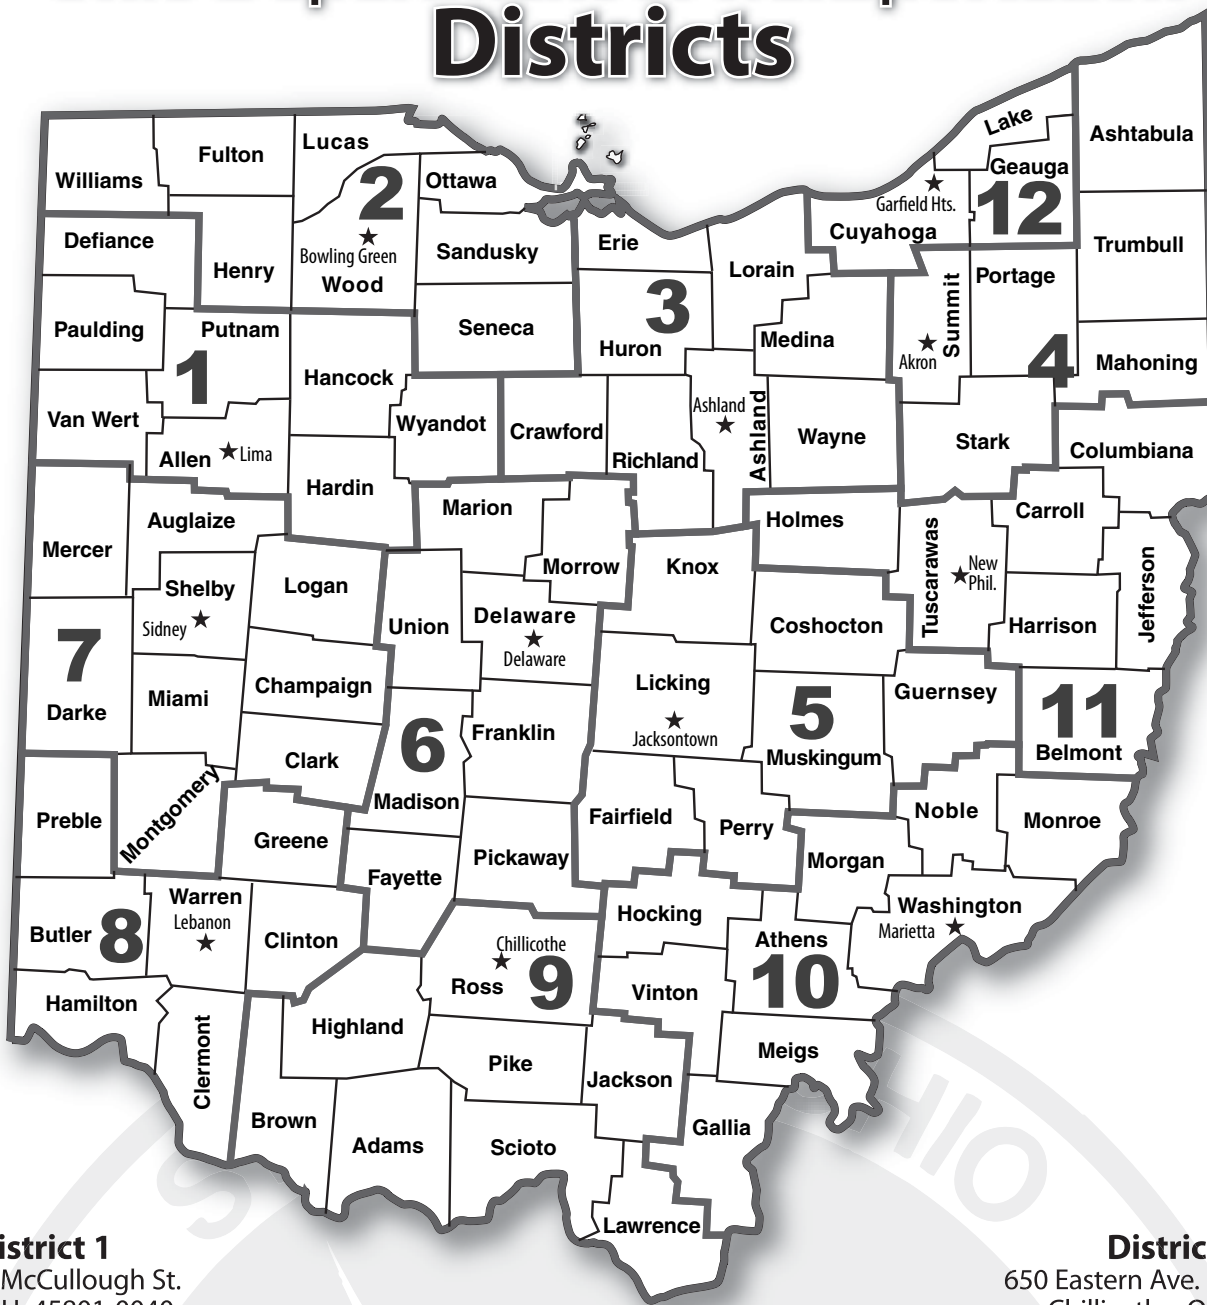 Districts
Williams
Fulton
Lucas
2
Ottawa
Bowling Green
Wood
Defiance
Henry
Sandusky
Erie
Lorain
Lake
Geauga
12
Garfield Hts.
Cuyahoga
Ashtabula
Trumbull
Paulding
Putnam
1
Seneca
3
Huron
Medina
Summit
Portage
Akron
4
Mahoning
Hancock
Van Wert
Allen
Lima
Wyandot
Crawford
Richland
Ashland
Ashland
Wayne
Stark
Columbiana
Hardin
Marion
Mercer
Auglaize
Holmes
Carroll
Tuscarawas
New
Phil.
Jefferson
Shelby
Sidney
Logan
Morrow
Knox
Union
Delaware
Delaware
Coshocton
Harrison
7
Darke
Miami
Champaign
Licking
Jacksontown
5
Muskingum
Guernsey
11
Belmont
Clark
6
Madison
Franklin
Preble
Montgomery
Greene
Fairfield
Perry
Noble
Monroe
Pickaway
Fayette
Morgan
Butler
8
Warren
Lebanon
Clinton
Hocking
Washington
Marietta
Chillicothe
Ross
9
Athens
10
Vinton
Hamilton
Clermont
Highland
Pike
Jackson
Meigs
Brown
Adams
Scioto
Gallia
Lawrence
S
HIO
istrict 1
McCullough St.
Distric
650 Eastern Ave.